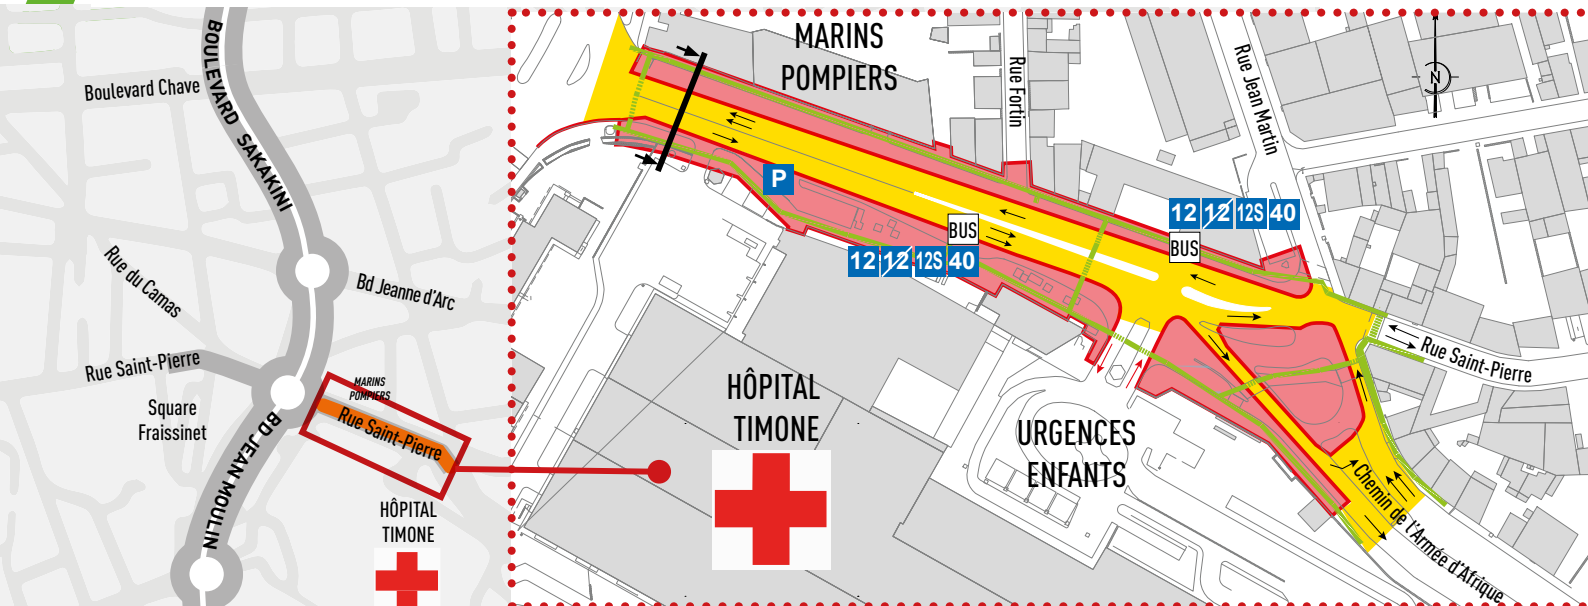 BOULEVARD SAKAKINI
Boulevard Chave
Rue du Camas
Bd Jeanne d'Arc
Rue Saint-Pierre
Square
Fraissinet
MARINS
POMPIERS
Rue Saint-Pierre
BD JEAN MOULIN
HÔPITAL
TIMONE
MARINS
POMPIERS
Rue Fortin
Rue Jean Martin
N
P
12 12 12S 40
BUS
BUS
12 12 12S 40
Rue Saint-Pierre
HÔPITAL
TIMONE
URGENCES
ENFANTS
Chemin de l'Armée d'Afrique